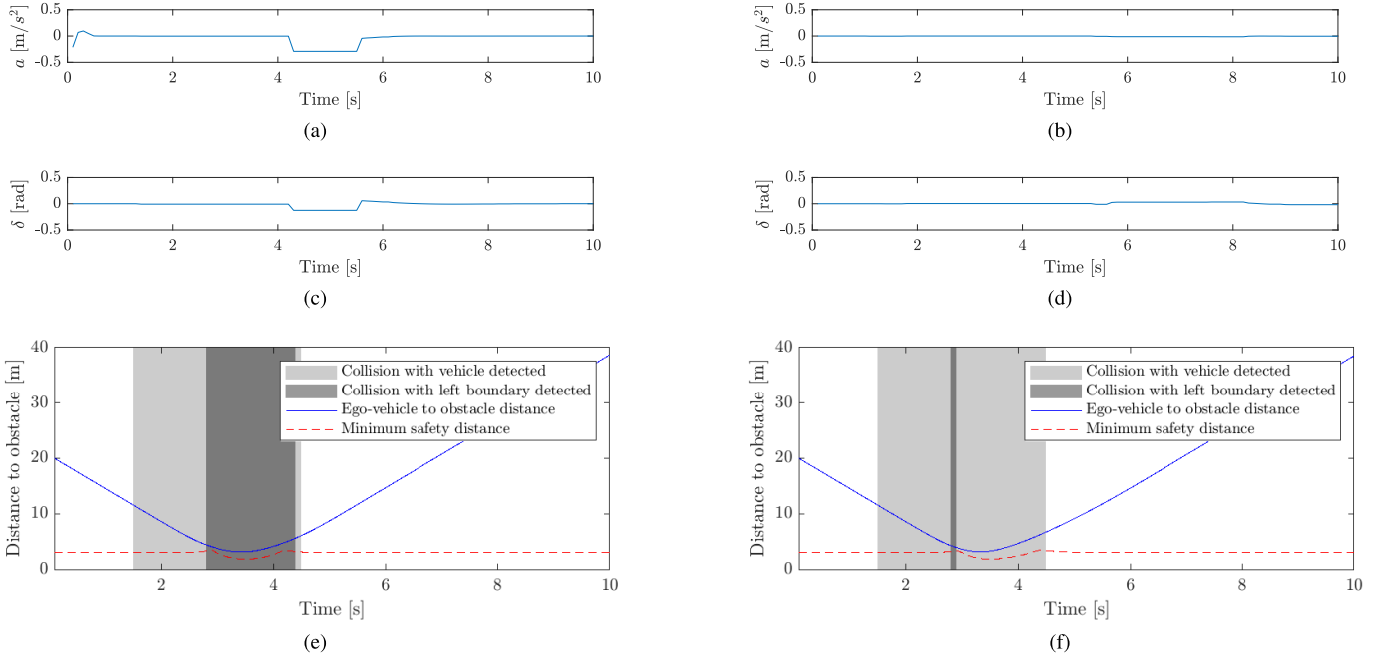 a [m/s²]
0.5
0
-0.5
0 2 4 6 8 10
Time [s]
(a)
a [m/s²]
0.5
0
-0.5
0 2 4 6 8 10
Time [s]
(b)
δ [rad]
0.5
0
-0.5
0 2 4 6 8 10
Time [s]
(c)
δ [rad]
0.5
0
-0.5
0 2 4 6 8 10
Time [s]
(d)
Distance to obstacle [m]
40
30
20
10
0
Collision with vehicle detected
Collision with left boundary detected
Ego-vehicle to obstacle distance
Minimum safety distance
2 4 6 8 10
Time [s]
(e)
Distance to obstacle [m]
40
30
20
10
0
Collision with vehicle detected
Collision with left boundary detected
Ego-vehicle to obstacle distance
Minimum safety distance
2 4 6 8 10
Time [s]
(f)